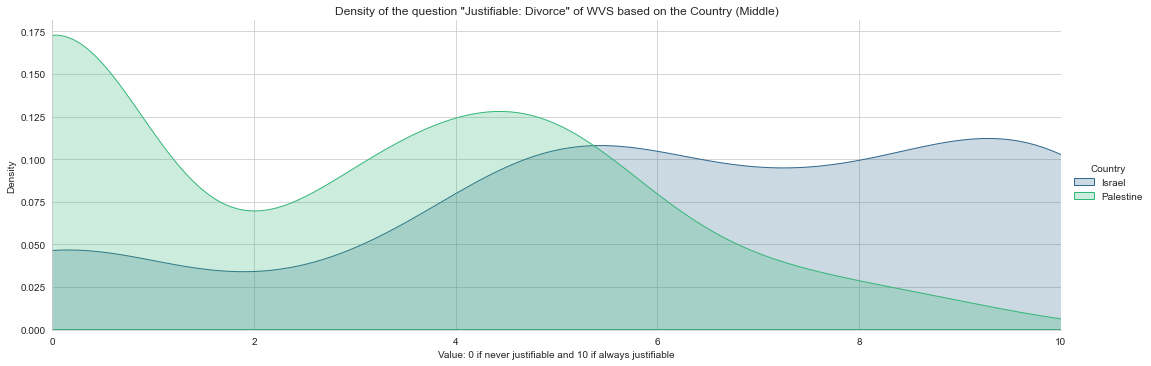 Density of the question "Justifiable: Divorce" of WVS based on the Country (Middle)
0.175
0.150
0.125
0.100
0.075
0.050
0.025
0.000
Density
0 2 4 6 8 10
Value: 0 if never justifiable and 10 if always justifiable
Country
Israel
Palestine